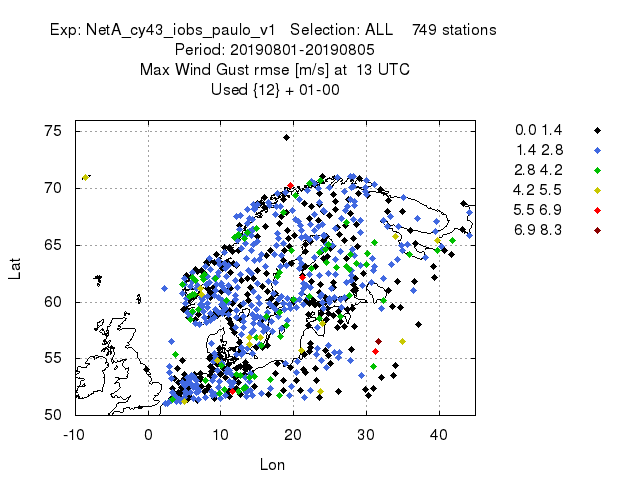 Exp: NetA_cy43_iobs_paulo_v1   Selection: ALL    749 stations
Period: 20190801-20190805
Max Wind Gust rmse [m/s] at  13 UTC
Used {12} + 01-00
75
70
65
60
55
50
Lat
-10 0 10 20 30 40
Lon
0.0 1.4
1.4 2.8
2.8 4.2
4.2 5.5
5.5 6.9
6.9 8.3